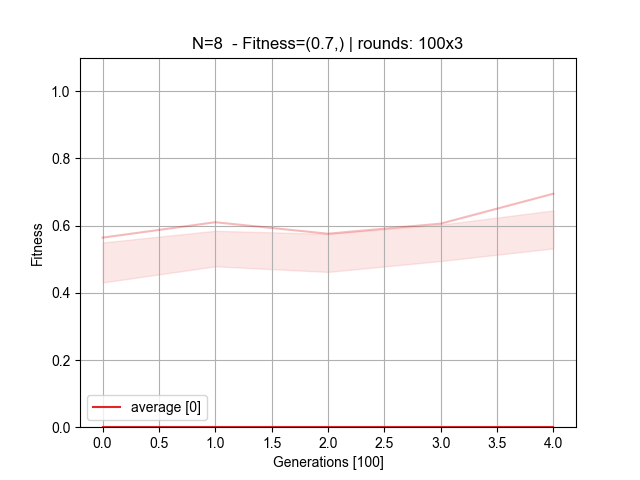 N=8  - Fitness=(0.7,) | rounds: 100x3
Fitness
1.0
0.8
0.6
0.4
0.2
0.0
average [0]
0.0 0.5 1.0 1.5 2.0 2.5 3.0 3.5 4.0
Generations [100]